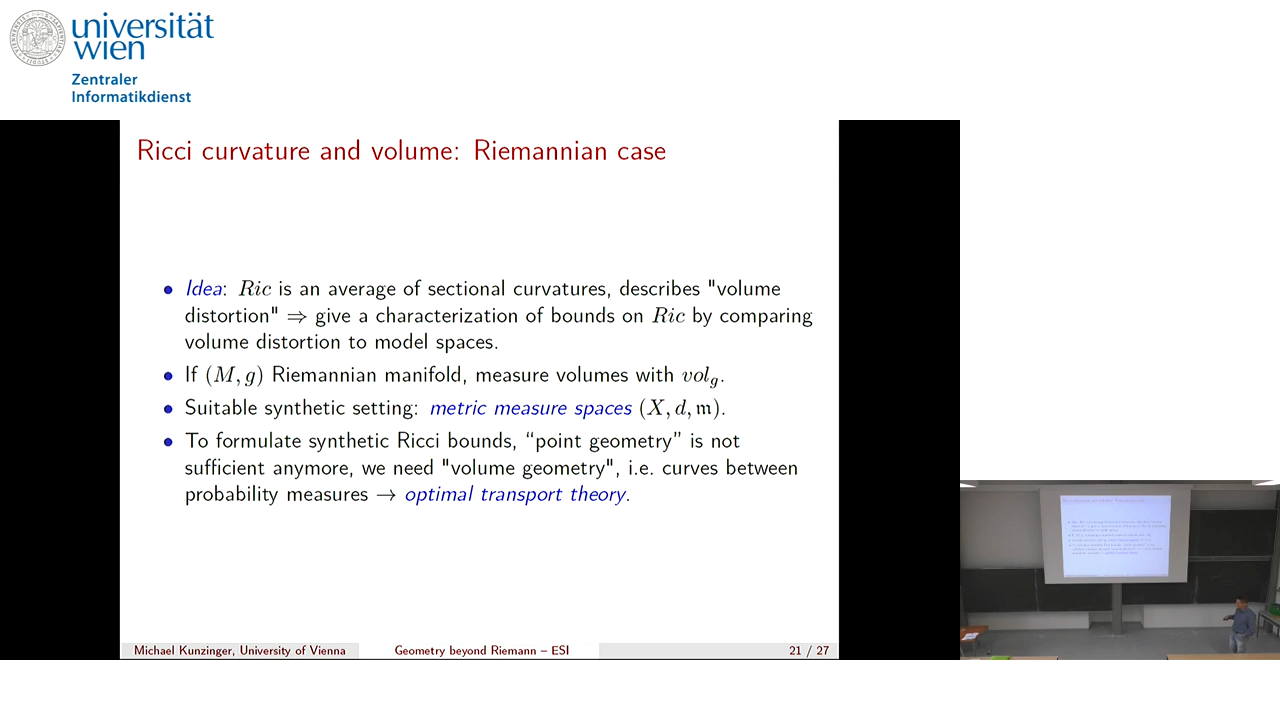 universität
wien
Zentraler
Informatikdienst
Ricci curvature and volume: Riemannian case
• Idea: Ric is an average of sectional curvatures, describes "volume
distortion" ⇒ give a characterization of bounds on Ric by comparing
volume distortion to model spaces.
• If (M, g) Riemannian manifold, measure volumes with vol_g.
• Suitable synthetic setting: metric measure spaces (X, d, 𝔪).
• To formulate synthetic Ricci bounds, “point geometry” is not
sufficient anymore, we need "volume geometry", i.e. curves between
probability measures → optimal transport theory.
Michael Kunzinger, University of Vienna
Geometry beyond Riemann – ESI
21 / 27